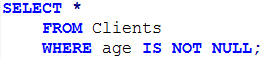 SELECT *
FROM Clients
WHERE age IS NOT NULL;